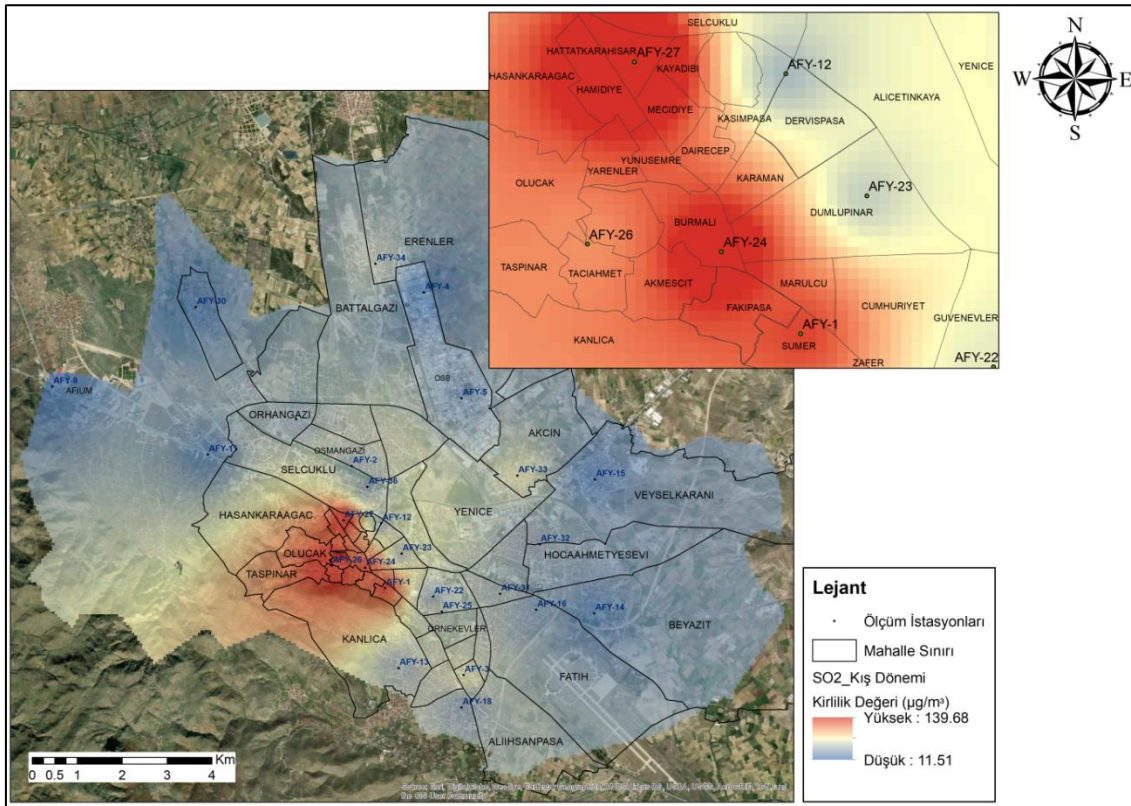 N
W
E
S
SELCUKLU
HATTATKARAHISAR
AFY-27
KAYADIBI
AFY-12
YENICE
HASANKARAAGAC
HAMIDIYE
MECIDIYE
ALICETINKAYA
KASIMPASA
DERVISPASA
DAIRECEP
YUNUSEMRE
YARENLER
OLUCAK
KARAMAN
AFY-23
DUMLUPINAR
BURMALI
AFY-26
AFY-24
TASPINAR
TACIAHMET
AKMESCIT
MARULCU
FAKIPASA
CUMHURIYET
GUVENEVLER
KANLICA
AFY-1
SUMER
ZAFER
AFY-22
ERENLER
AFY-34
AFY-4
AFY-30
BATTALGAZI
OSB
AFY-9
AFIUM
AFY-5
ORHANGAZI
AKCIN
OSMANGAZI
AFY-2
SELCUKLU
AFY-33
AFY-15
AFY-36
VEYSELKARANI
HASANKARAAGAC
AFY-27
AFY-12
YENICE
AFY-32
OLUCAK
AFY-23
HOCAAHMETYESEVI
AFY-26
AFY-24
TASPINAR
AFY-1
AFY-22
AFY-25
AFY-16
AFY-14
BEYAZIT
ORNEKEVLER
KANLICA
AFY-13
AFY-3
FATIH
AFY-18
ALIIHSANPASA
Km
0 0.5 1 2 3 4
Lejant
Ölçüm İstasyonları
Mahalle Sınırı
SO2_Kış Dönemi
Kirlilik Değeri (µg/m³)
Yüksek : 139.68
Düşük : 11.51